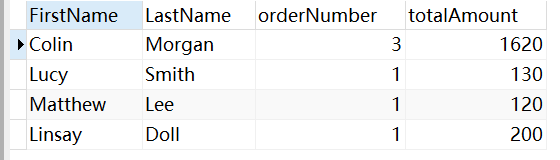 FirstName LastName orderNumber totalAmount
Colin Morgan 3 1620
Lucy Smith 1 130
Matthew Lee 1 120
Linsay Doll 1 200